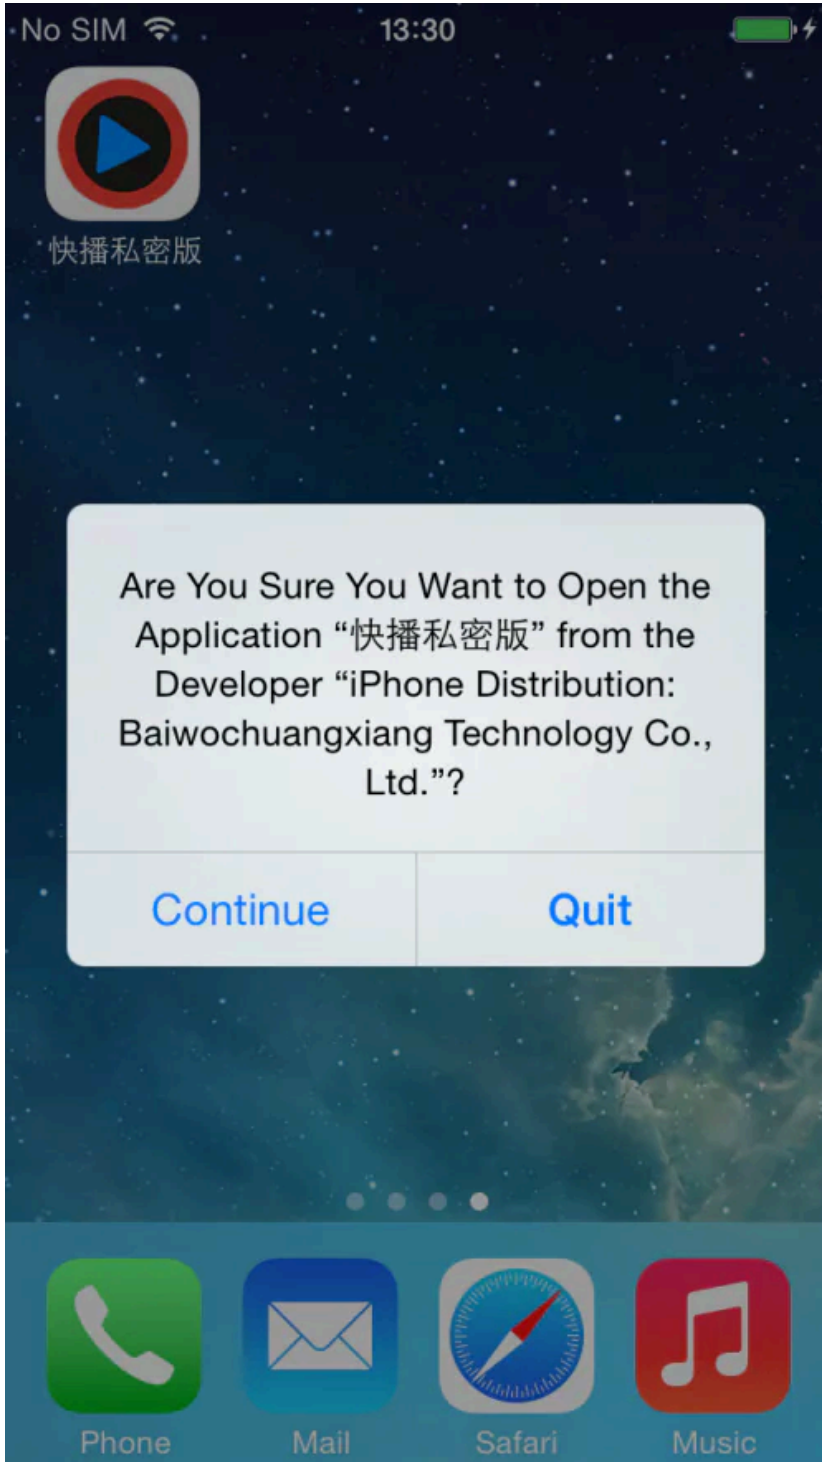 No SIM 13:30
快播私密版
Are You Sure You Want to Open the
Application “快播私密版” from the
Developer “iPhone Distribution:
Baiwochuangxiang Technology Co.,
Ltd.”?
Continue Quit
Phone Mail Safari Music